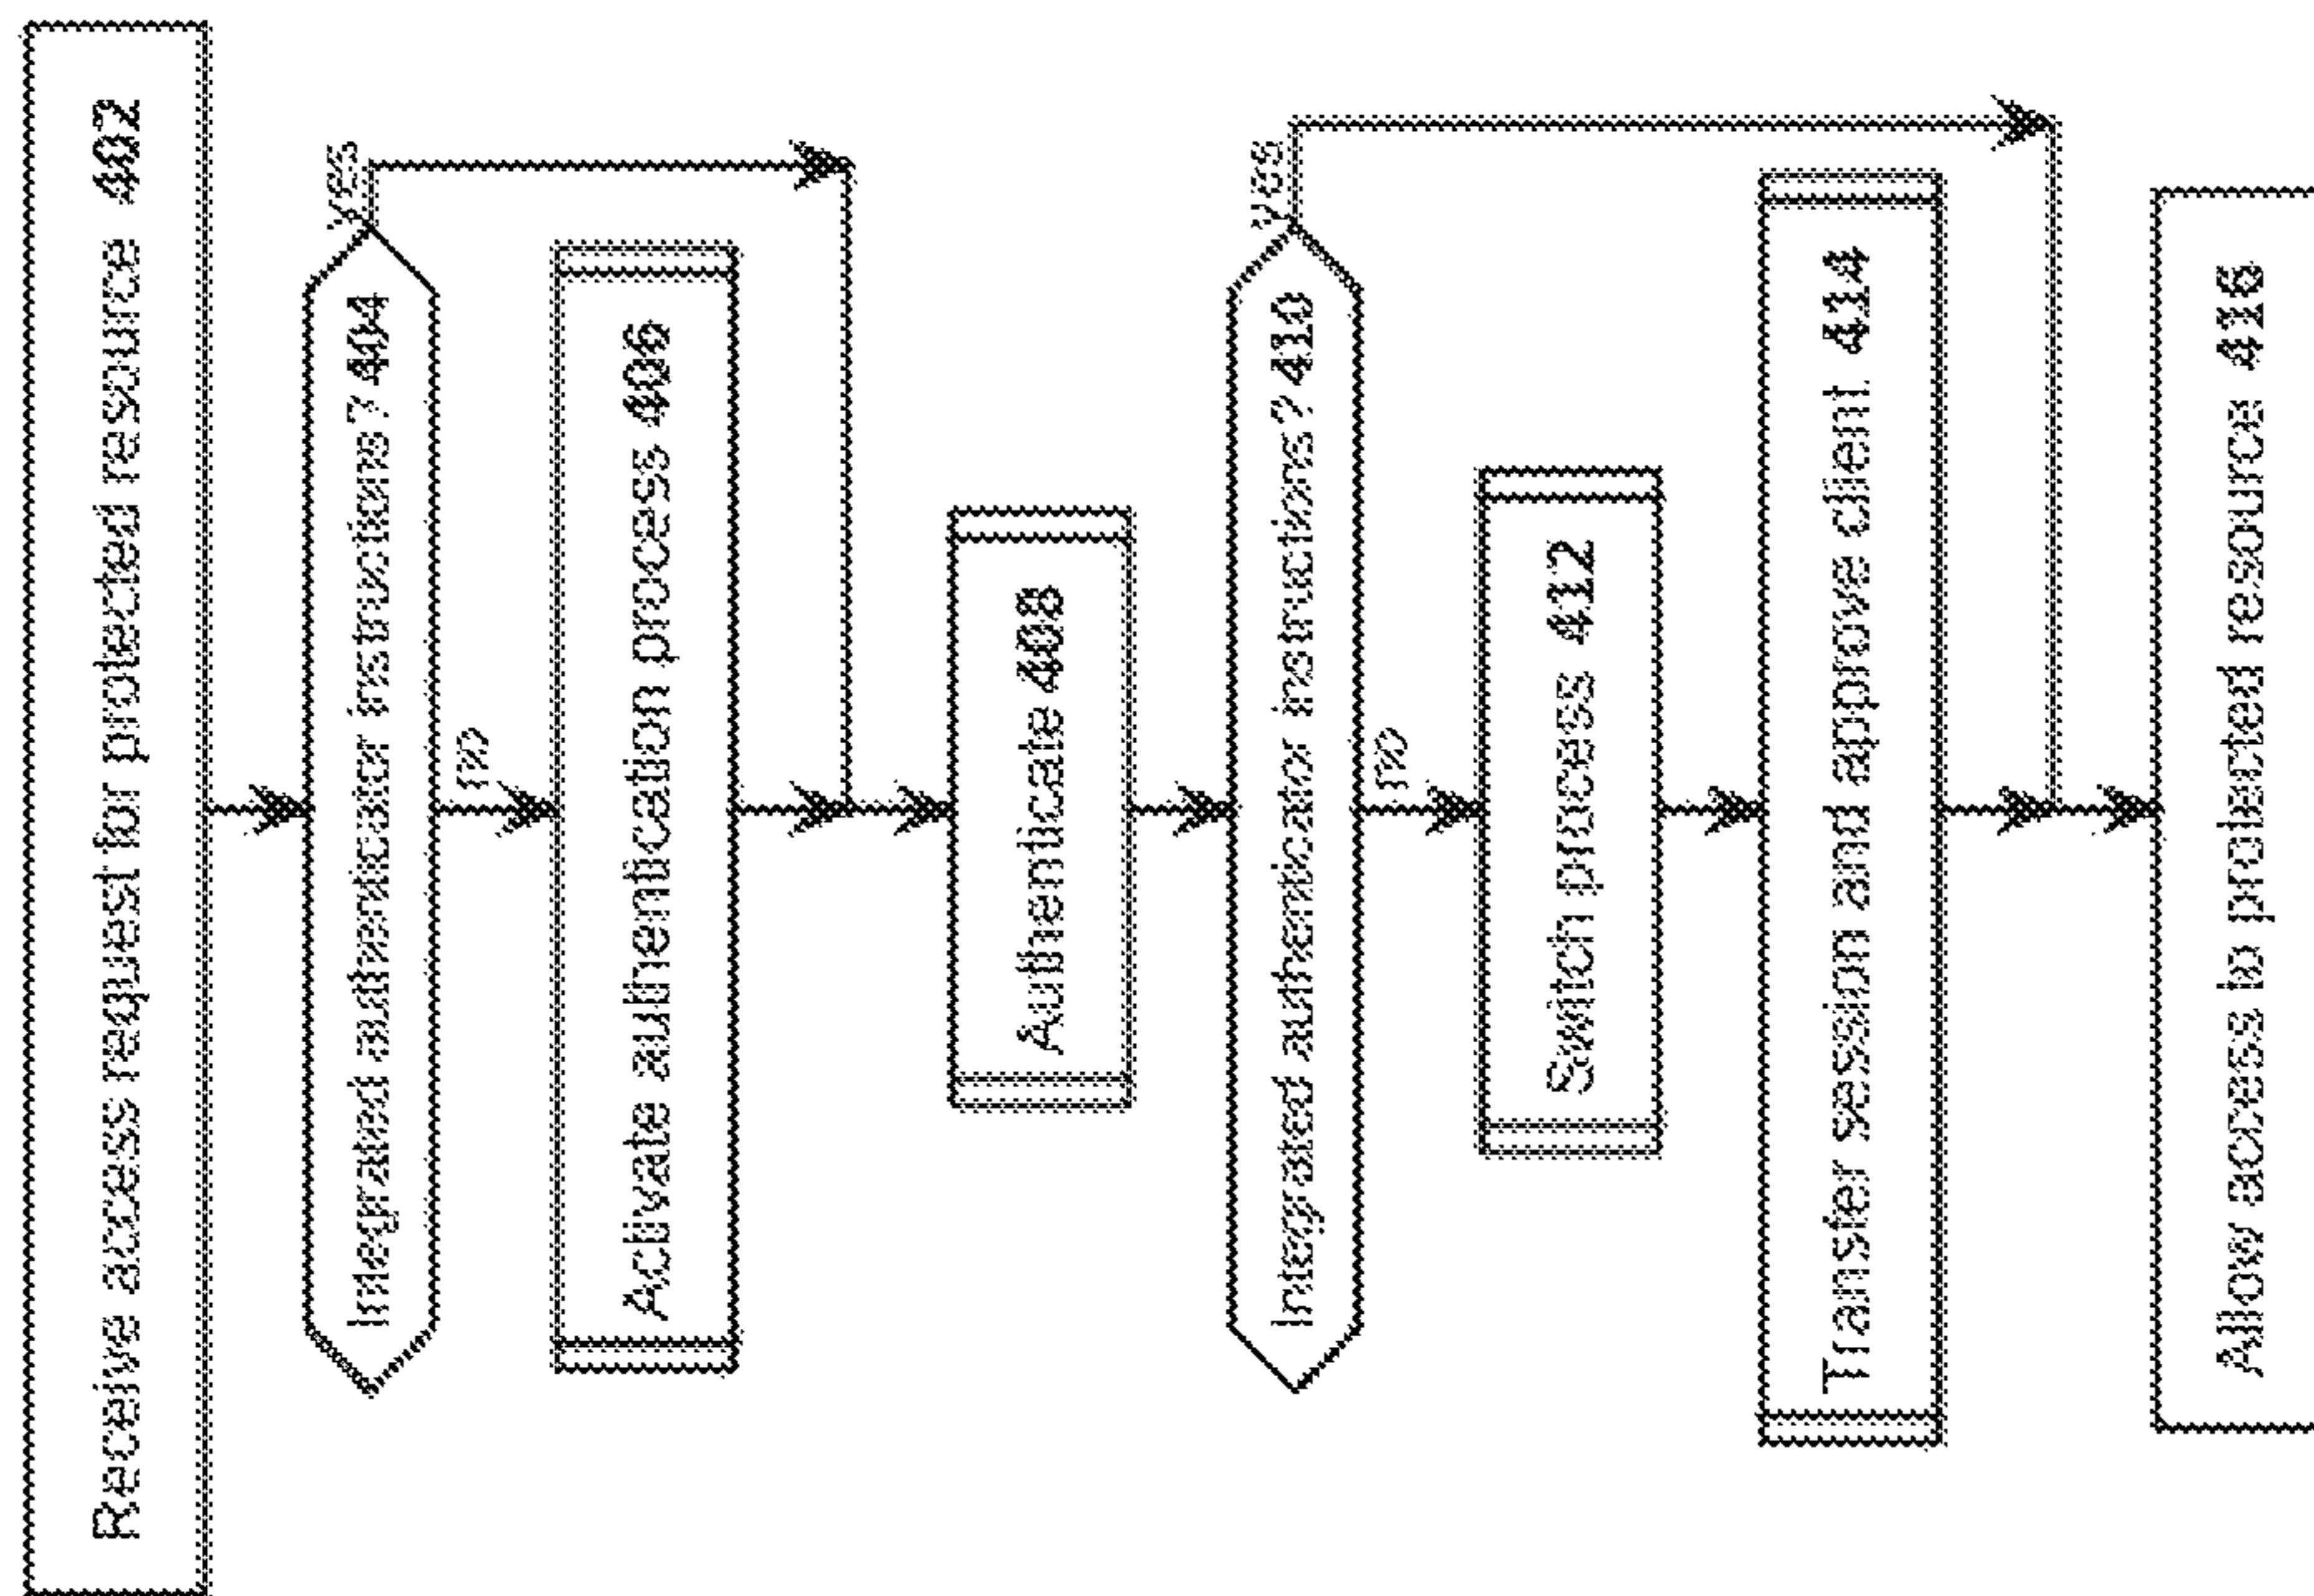 Receive access request for protected resource 402
Integrated authenticator instructions? 404
yes
no
Activate authentication process 406
Authenticate 408
Integrated authenticator instructions? 410
yes
no
Switch process 412
Transfer session and approve client 414
Allow access to protected resource 416